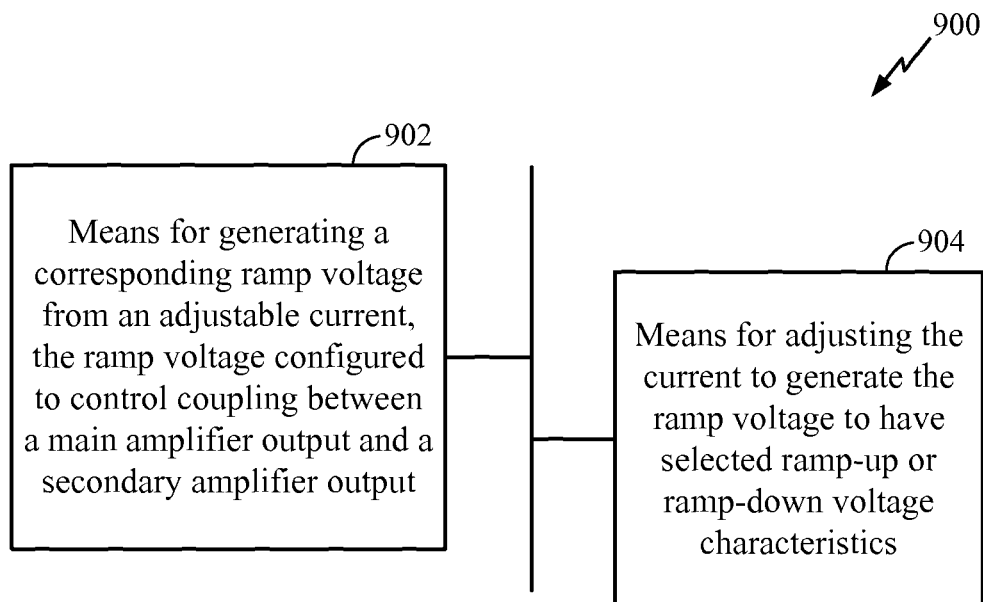 900
902
Means for generating a
corresponding ramp voltage
from an adjustable current,
the ramp voltage configured
to control coupling between
a main amplifier output and a
secondary amplifier output
904
Means for adjusting the
current to generate the
ramp voltage to have
selected ramp-up or
ramp-down voltage
characteristics